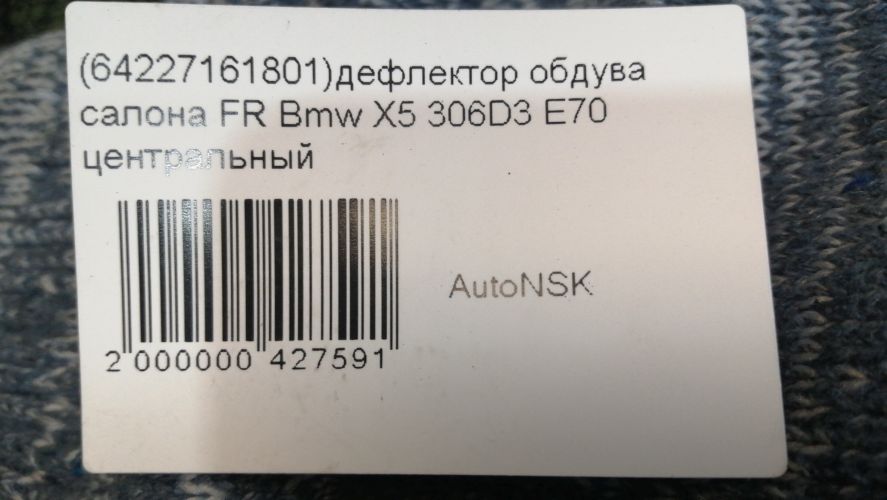 (64227161801)дефлектор обдува
салона FR Bmw X5 306D3 E70
центральный
AutoNSK
2 000000 427591